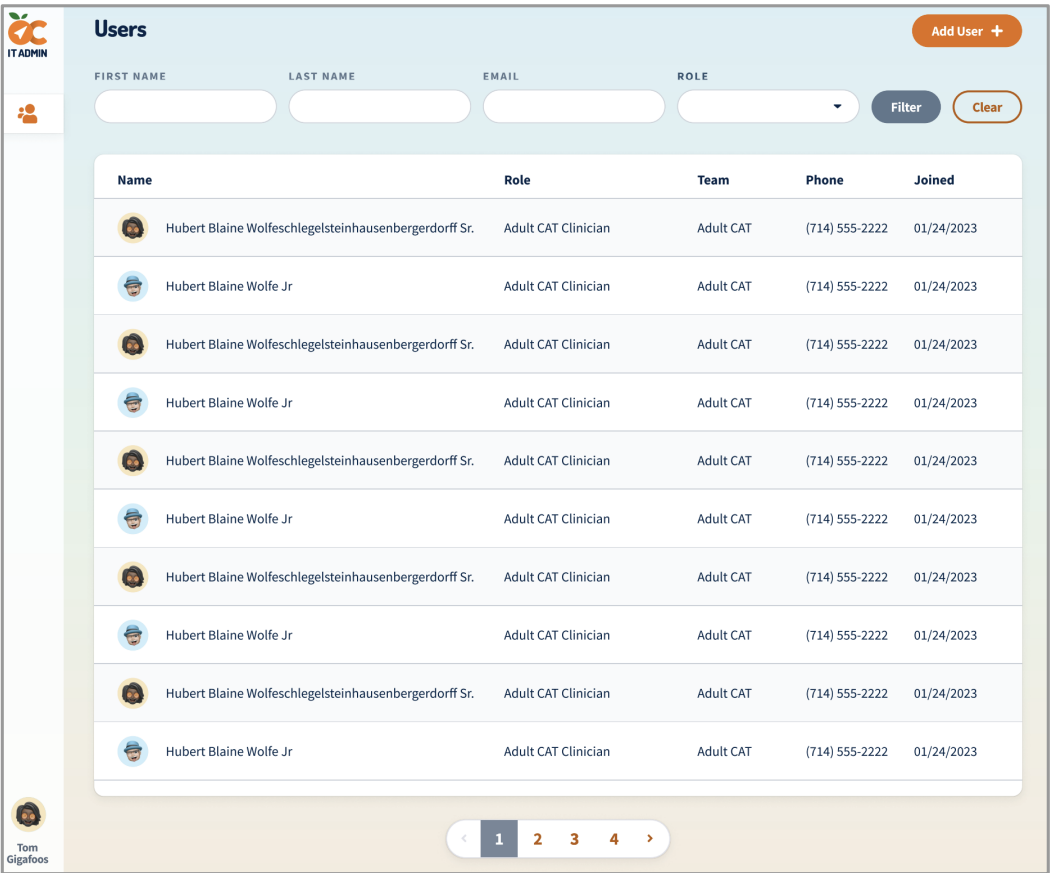 OC
IT ADMIN
Users
Add User +
FIRST NAME LAST NAME EMAIL ROLE
Filter Clear
Name Role Team Phone Joined
Hubert Blaine Wolfeschlegelsteinhausenbergerdorff Sr. Adult CAT Clinician Adult CAT (714) 555-2222 01/24/2023
Hubert Blaine Wolfe Jr Adult CAT Clinician Adult CAT (714) 555-2222 01/24/2023
Hubert Blaine Wolfeschlegelsteinhausenbergerdorff Sr. Adult CAT Clinician Adult CAT (714) 555-2222 01/24/2023
Hubert Blaine Wolfe Jr Adult CAT Clinician Adult CAT (714) 555-2222 01/24/2023
Hubert Blaine Wolfeschlegelsteinhausenbergerdorff Sr. Adult CAT Clinician Adult CAT (714) 555-2222 01/24/2023
Hubert Blaine Wolfe Jr Adult CAT Clinician Adult CAT (714) 555-2222 01/24/2023
Hubert Blaine Wolfeschlegelsteinhausenbergerdorff Sr. Adult CAT Clinician Adult CAT (714) 555-2222 01/24/2023
Hubert Blaine Wolfe Jr Adult CAT Clinician Adult CAT (714) 555-2222 01/24/2023
Hubert Blaine Wolfeschlegelsteinhausenbergerdorff Sr. Adult CAT Clinician Adult CAT (714) 555-2222 01/24/2023
Hubert Blaine Wolfe Jr Adult CAT Clinician Adult CAT (714) 555-2222 01/24/2023
Tom
Gigafoos
< 1 2 3 4 >